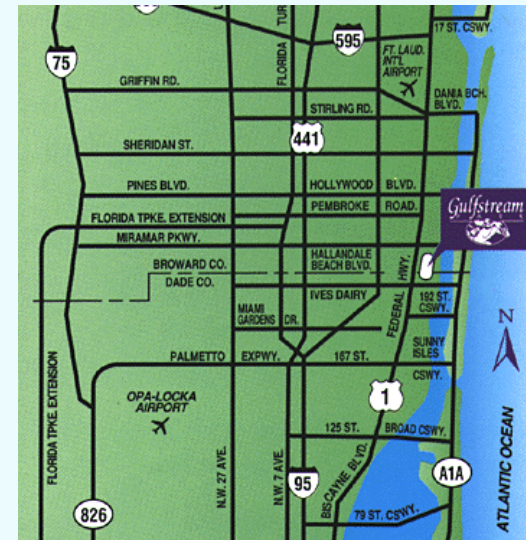 FLORIDA TUR
595
17 ST. CSWY.
75
FT. LAUD.
INT'L
AIRPORT
GRIFFIN RD.
DANIA BCH.
BLVD.
STIRLING RD.
441
SHERIDAN ST.
PINES BLVD.
HOLLYWOOD BLVD.
PEMBROKE ROAD.
Gulfstream
FLORIDA TPKE. EXTENSION
MIRAMAR PKWY.
HALLANDALE
BEACH BLVD.
BROWARD CO.
DADE CO.
FEDERAL HWY.
IVES DAIRY
192 ST.
CSWY.
MIAMI
GARDENS DR.
N
SUNNY
ISLES
CSWY.
PALMETTO EXPWY.
167 ST.
FLORIDA TPKE. EXTENSION
OPA-LOCKA
AIRPORT
1
125 ST.
BROAD CSWY.
N.W. 27 AVE.
N.W. 7 AVE.
95
BISCAYNE BLVD.
A1A
ATLANTIC OCEAN
826
79 ST. CSWY.